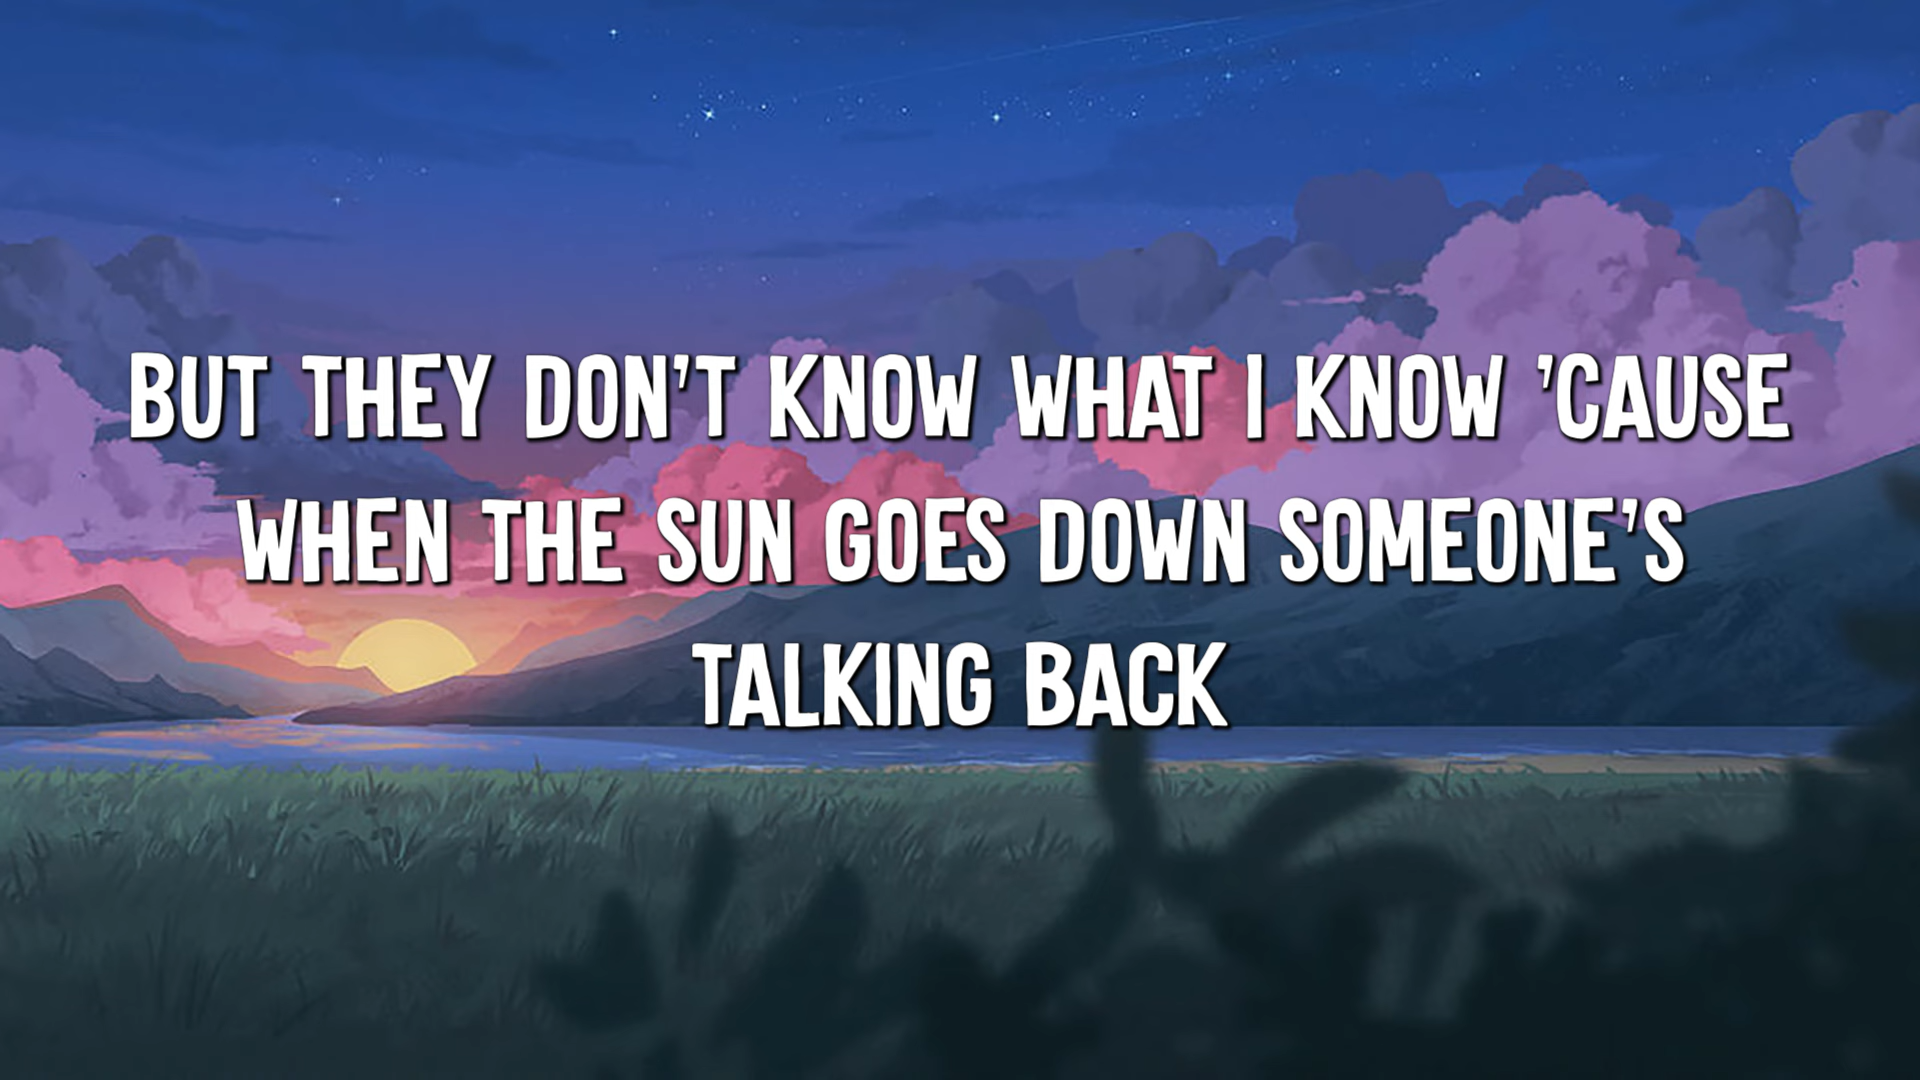 BUT THEY DON'T KNOW WHAT I KNOW 'CAUSE
WHEN THE SUN GOES DOWN SOMEONE'S
TALKING BACK